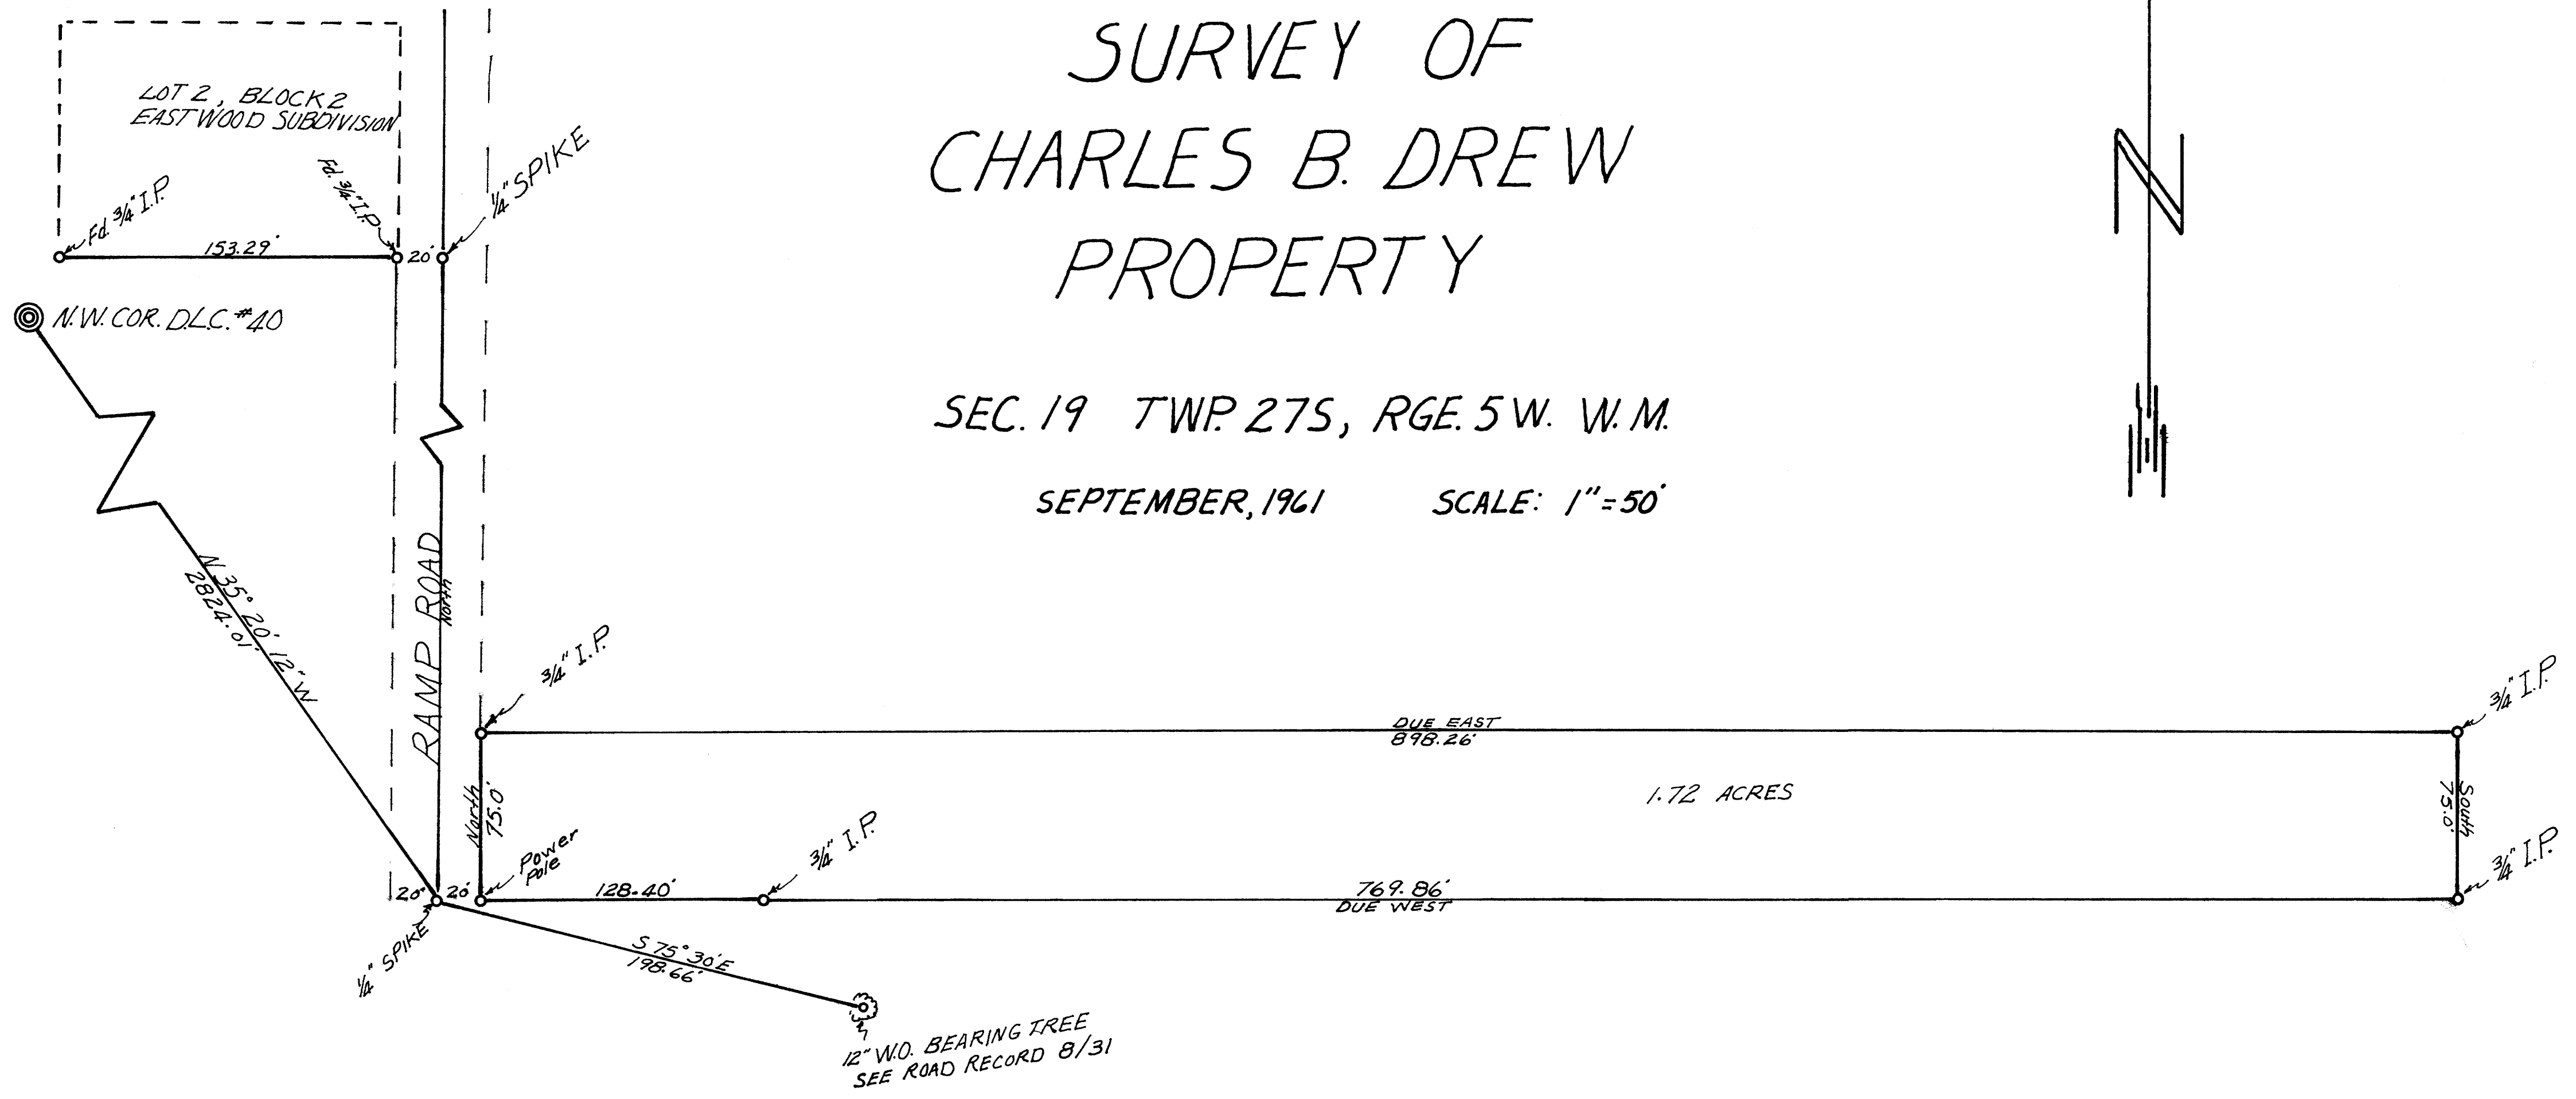 SURVEY OF
CHARLES B. DREW
PROPERTY
SEC. 19 TWP. 27S, RGE. 5W. W.M.
SEPTEMBER, 1961 SCALE: 1"=50'
N
LOT 2, BLOCK 2
EASTWOOD SUBDIVISION
Fd. 3/4" I.P.
Fd. 3/4" I.P.
1/4" SPIKE
153.29'
20'
N.W. COR. D.L.C. #40
N 35° 20' 12" W
2824.01'
RAMP ROAD
North
3/4" I.P.
DUE EAST
898.26'
3/4" I.P.
1.72 ACRES
North
75.0'
South
75.0'
Power
Pole
3/4" I.P.
3/4" I.P.
20'
20'
128.40'
769.86'
DUE WEST
1/4" SPIKE
S 75° 30' E
198.66'
12" W.O. BEARING TREE
SEE ROAD RECORD 8/31